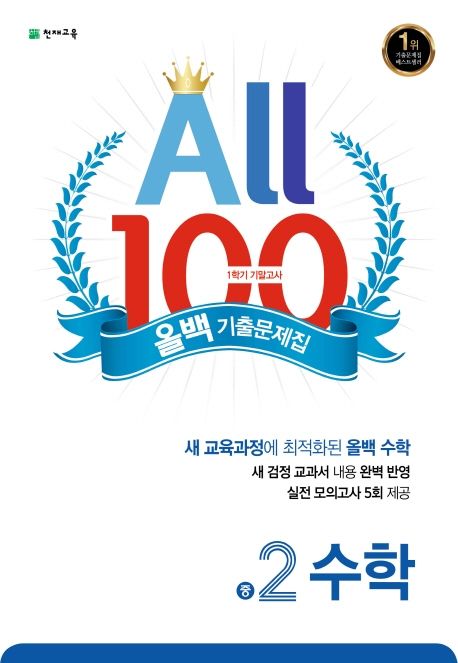 천재교육
1위
기출문제집
베스트셀러
All
100
1학기 기말고사
올백 기출문제집
새 교육과정에 최적화된 올백 수학
새 검정 교과서 내용 완벽 반영
실전 모의고사 5회 제공
중 2 수학